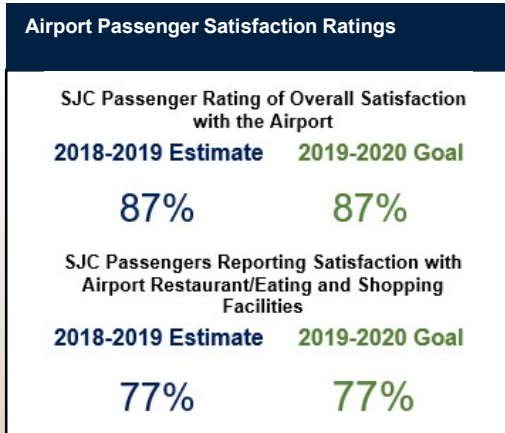 Airport Passenger Satisfaction Ratings
SJC Passenger Rating of Overall Satisfaction
with the Airport
2018-2019 Estimate 2019-2020 Goal
87% 87%
SJC Passengers Reporting Satisfaction with
Airport Restaurant/Eating and Shopping
Facilities
2018-2019 Estimate 2019-2020 Goal
77% 77%